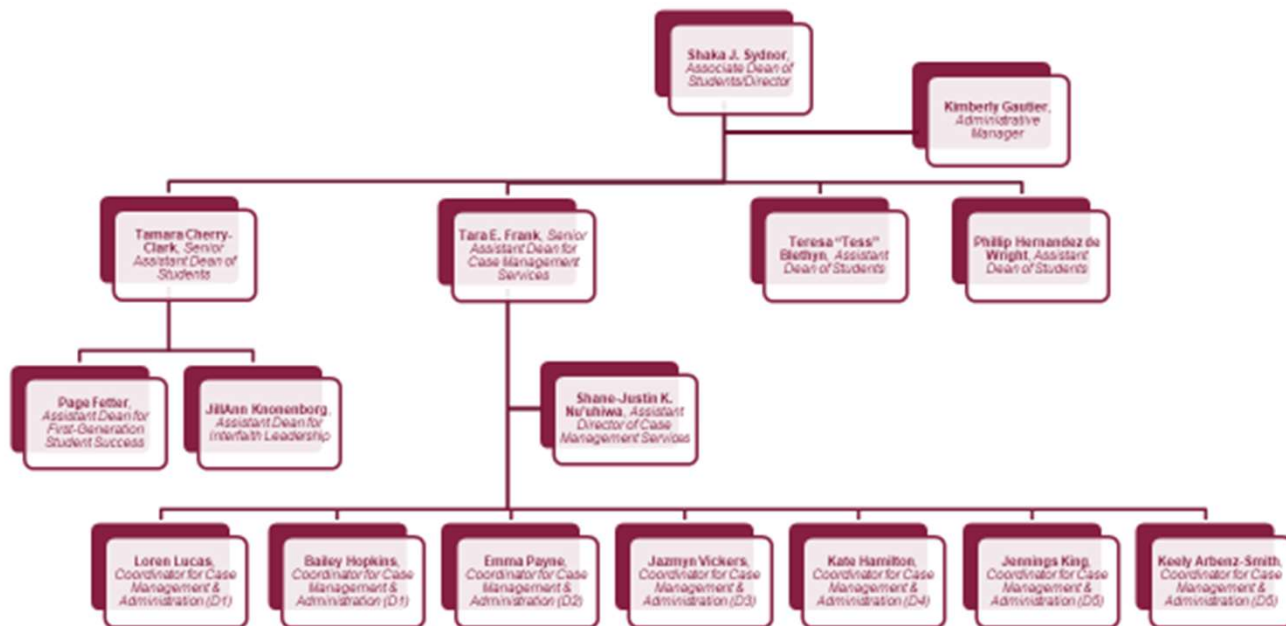 Shaka J. Sydnor,
Associate Dean of
Students/Director
Kimberly Gautier,
Administrative
Manager
Tamara Cherry-
Clark, Senior
Assistant Dean of
Students
Tara E. Frank, Senior
Assistant Dean for
Case Management
Services
Teresa "Tess"
Blethyn, Assistant
Dean of Students
Phillip Hernandez de
Wright, Assistant
Dean of Students
Page Fetter,
Assistant Dean for
First-Generation
Student Success
JillAnn Knonenborg,
Assistant Dean for
Interfaith Leadership
Shane-Justin K.
Nu'uhiwa, Assistant
Director of Case
Management Services
Loren Lucas,
Coordinator for Case
Management &
Administration (D1)
Bailey Hopkins,
Coordinator for Case
Management &
Administration (D1)
Emma Payne,
Coordinator for Case
Management &
Administration (D2)
Jazmyn Vickers,
Coordinator for Case
Management &
Administration (D3)
Kate Hamilton,
Coordinator for Case
Management &
Administration (D4)
Jennings King,
Coordinator for Case
Management &
Administration (D5)
Keely Arbenz-Smith,
Coordinator for Case
Management &
Administration (D5)